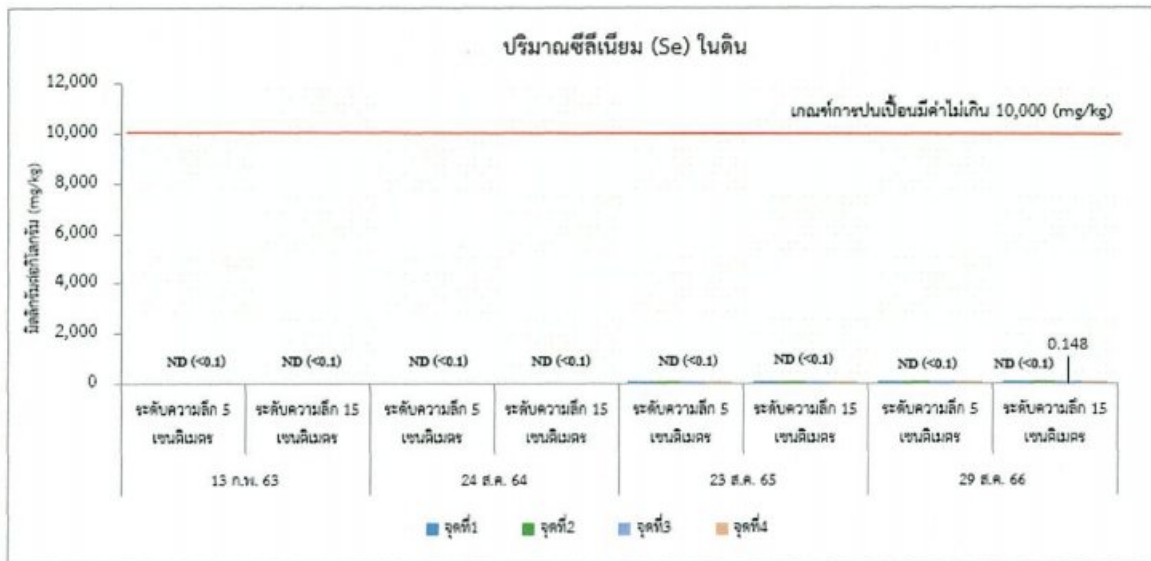 ปริมาณซีลีเนียม (Se) ในดิน
มิลลิกรัมต่อกิโลกรัม (mg/kg)
12,000
10,000
8,000
6,000
4,000
2,000
0
เกณฑ์การปนเปื้อนมีค่าไม่เกิน 10,000 (mg/kg)
ND (<0.1) ND (<0.1) ND (<0.1) ND (<0.1) ND (<0.1) ND (<0.1) ND (<0.1) ND (<0.1) 0.148
ระดับความลึก 5 ระดับความลึก 15 ระดับความลึก 5 ระดับความลึก 15 ระดับความลึก 5 ระดับความลึก 15 ระดับความลึก 5 ระดับความลึก 15
เซนติเมตร เซนติเมตร เซนติเมตร เซนติเมตร เซนติเมตร เซนติเมตร เซนติเมตร เซนติเมตร
13 ก.พ. 63 24 ส.ค. 64 23 ส.ค. 65 29 ส.ค. 66
จุดที่1 จุดที่2 จุดที่3 จุดที่4